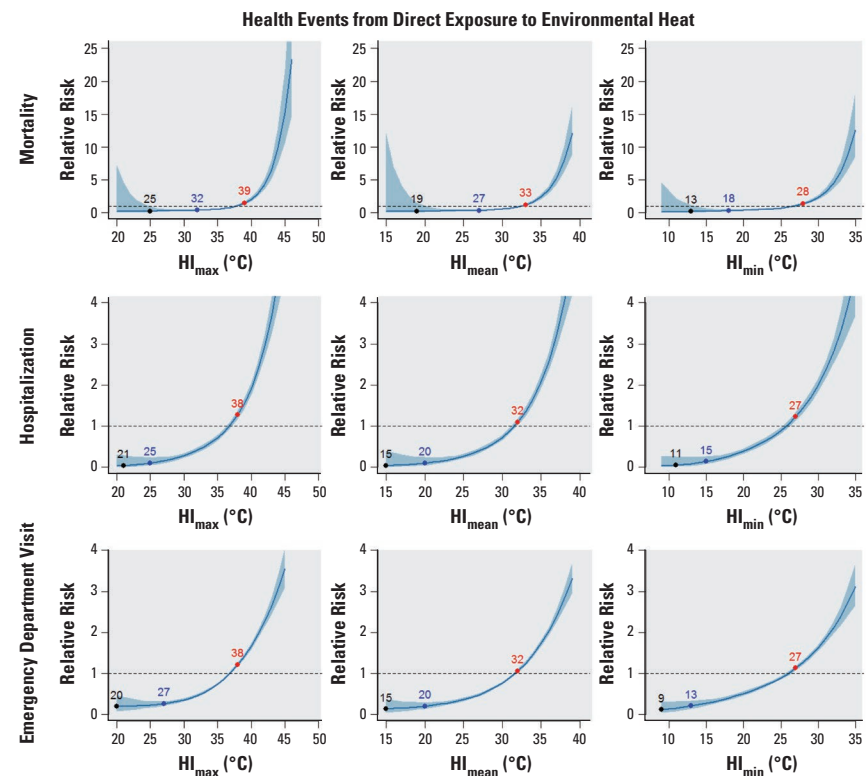 Health Events from Direct Exposure to Environmental Heat
Mortality
Relative Risk
25
20
15
10
5
0
25
32
39
20 25 30 35 40 45 50
HImax (°C)
Relative Risk
25
20
15
10
5
0
19
27
33
15 20 25 30 35 40
HImean (°C)
Relative Risk
25
20
15
10
5
0
13
18
28
10 15 20 25 30 35
HImin (°C)
Hospitalization
Relative Risk
4
3
2
1
0
21
25
38
20 25 30 35 40 45 50
HImax (°C)
Relative Risk
4
3
2
1
0
15
20
32
15 20 25 30 35 40
HImean (°C)
Relative Risk
4
3
2
1
0
11
15
27
10 15 20 25 30 35
HImin (°C)
Emergency Department Visit
Relative Risk
4
3
2
1
0
20
27
38
20 25 30 35 40 45 50
HImax (°C)
Relative Risk
4
3
2
1
0
15
20
32
15 20 25 30 35 40
HImean (°C)
Relative Risk
4
3
2
1
0
9
13
27
10 15 20 25 30 35
HImin (°C)